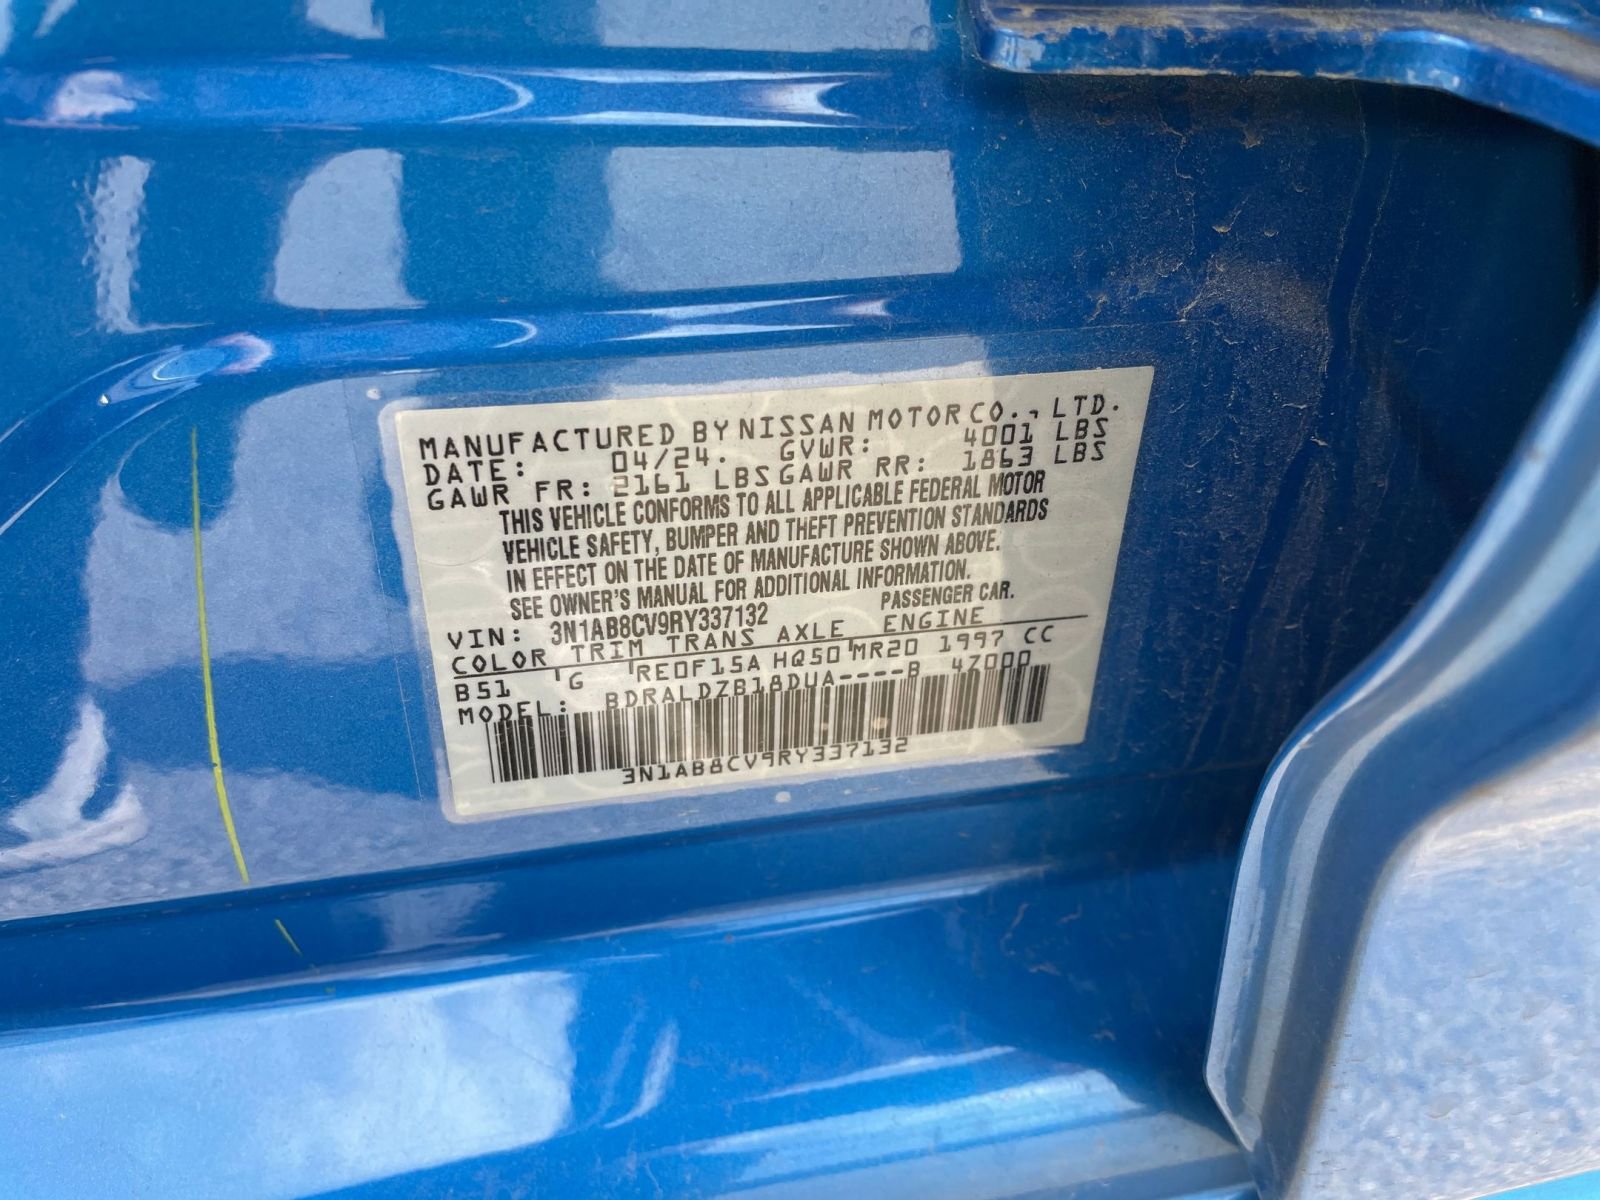 MANUFACTURED BY NISSAN MOTOR CO., LTD.
DATE: 04/24. GVWR: 4001 LBS
GAWR FR: 2161 LBS GAWR RR: 1863 LBS
THIS VEHICLE CONFORMS TO ALL APPLICABLE FEDERAL MOTOR
VEHICLE SAFETY, BUMPER AND THEFT PREVENTION STANDARDS
IN EFFECT ON THE DATE OF MANUFACTURE SHOWN ABOVE.
SEE OWNER'S MANUAL FOR ADDITIONAL INFORMATION.
VIN: 3N1AB8CV9RY337132 PASSENGER CAR.
COLOR TRIM TRANS AXLE ENGINE
B51 G RE0F15A HQ50 MR20 1997 CC
MODEL: BDRALDZB18DUA----B 47000
3N1AB8CV9RY337132